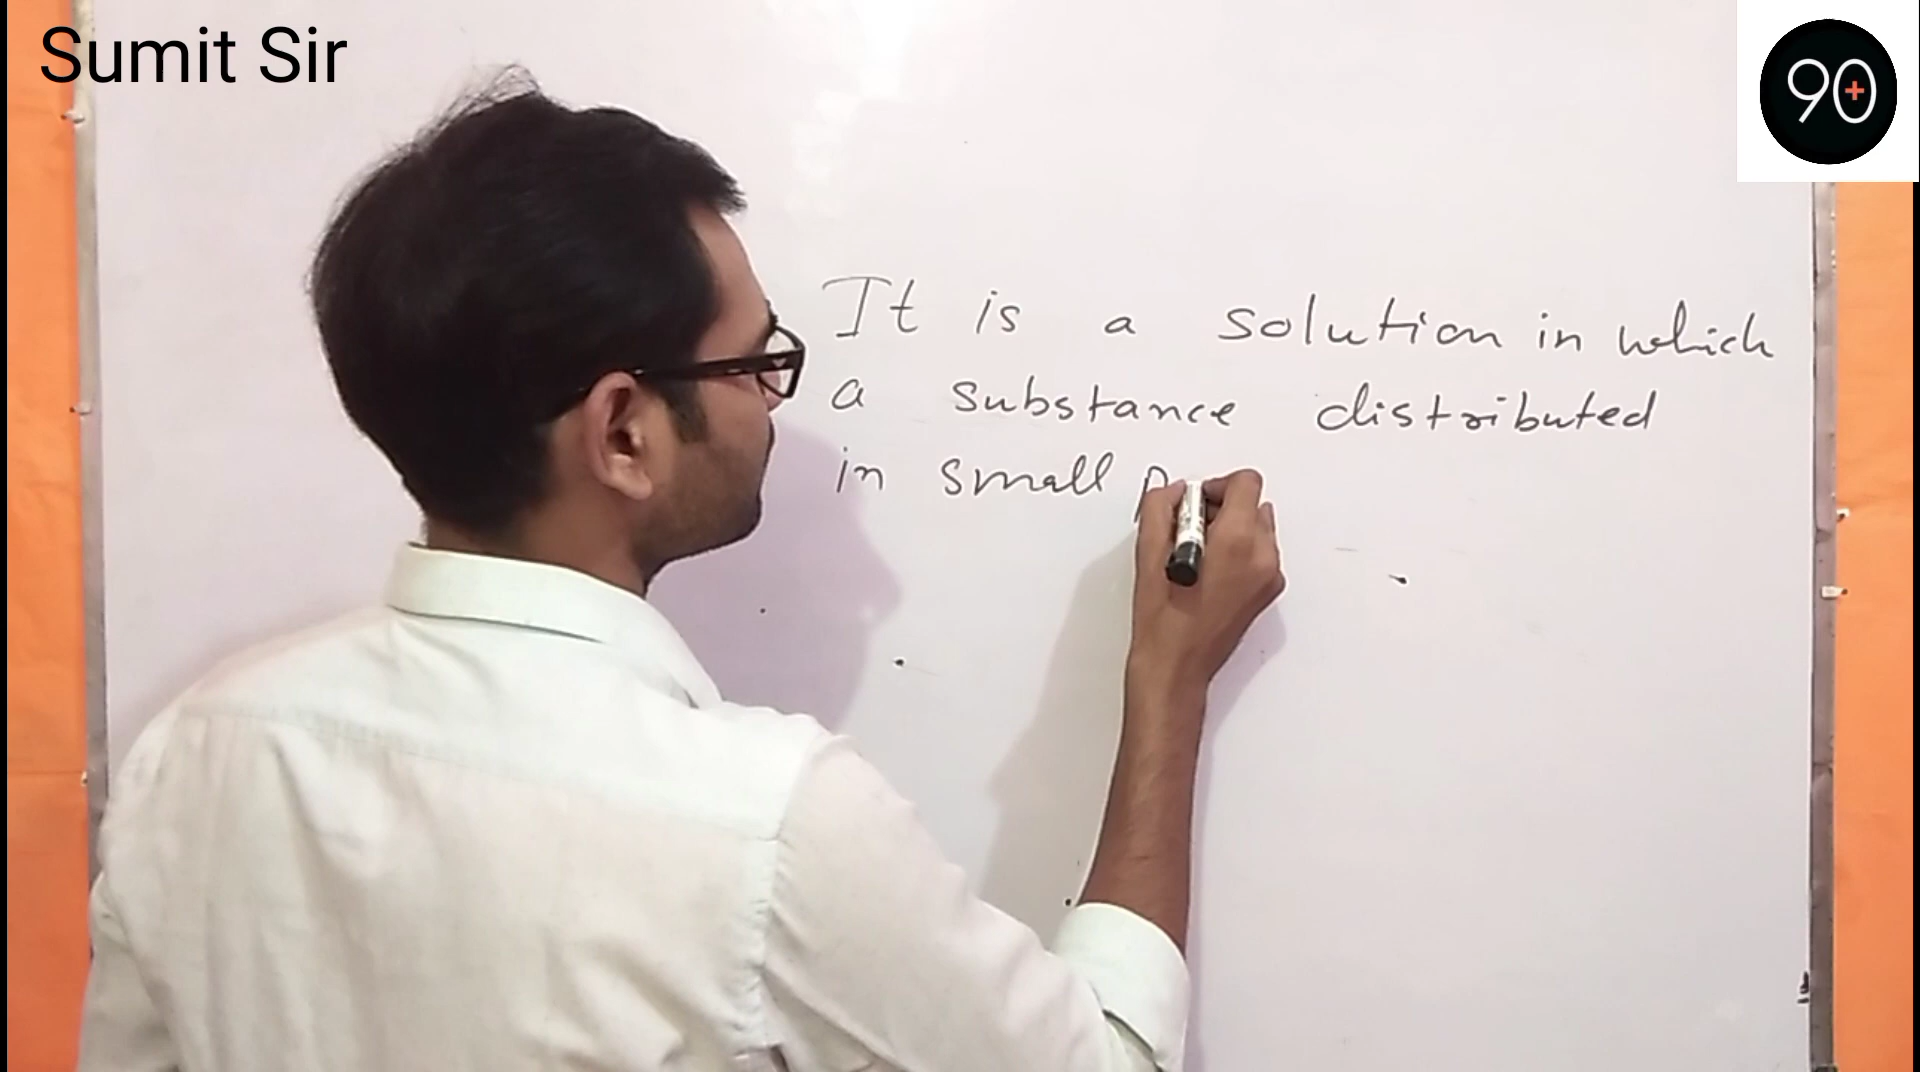 Sumit Sir
90+
It is a solution in which
a substance distributed
in small